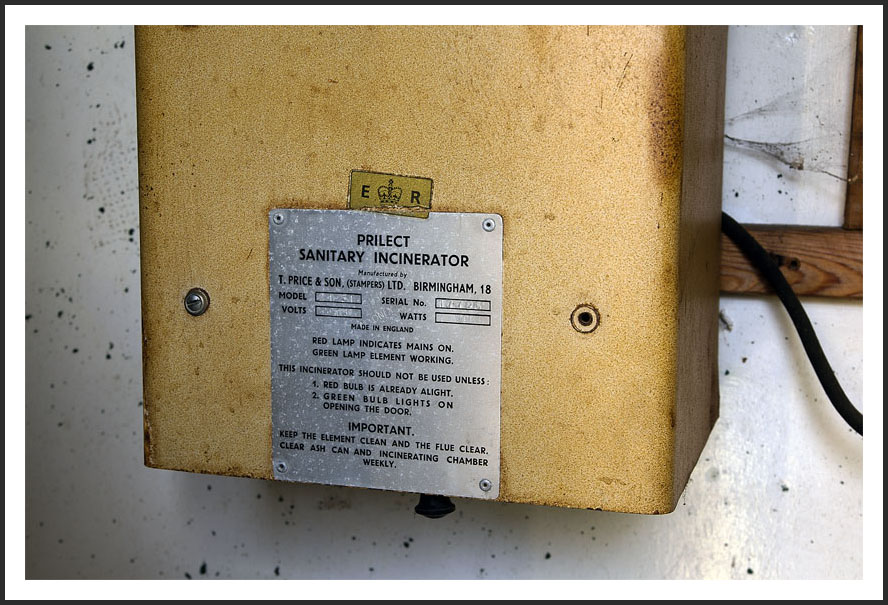 E R
PRILECT
SANITARY INCINERATOR
Manufactured by
T. PRICE & SON, (STAMPERS) LTD. BIRMINGHAM, 18
MODEL SERIAL No.
VOLTS WATTS
MADE IN ENGLAND
RED LAMP INDICATES MAINS ON.
GREEN LAMP ELEMENT WORKING.
THIS INCINERATOR SHOULD NOT BE USED UNLESS:
1. RED BULB IS ALREADY ALIGHT.
2. GREEN BULB LIGHTS ON
OPENING THE DOOR.
IMPORTANT.
KEEP THE ELEMENT CLEAN AND THE FLUE CLEAR.
CLEAR ASH CAN AND INCINERATING CHAMBER
WEEKLY.